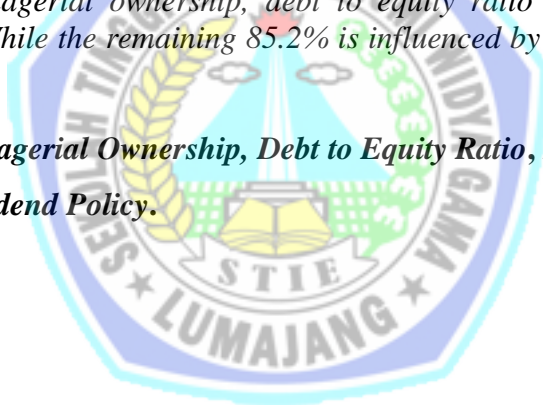 agerial ownership, debt to equity ratio
While the remaining 85.2% is influenced by
agerial Ownership, Debt to Equity Ratio,
dend Policy.
STIE
LUMAJANG